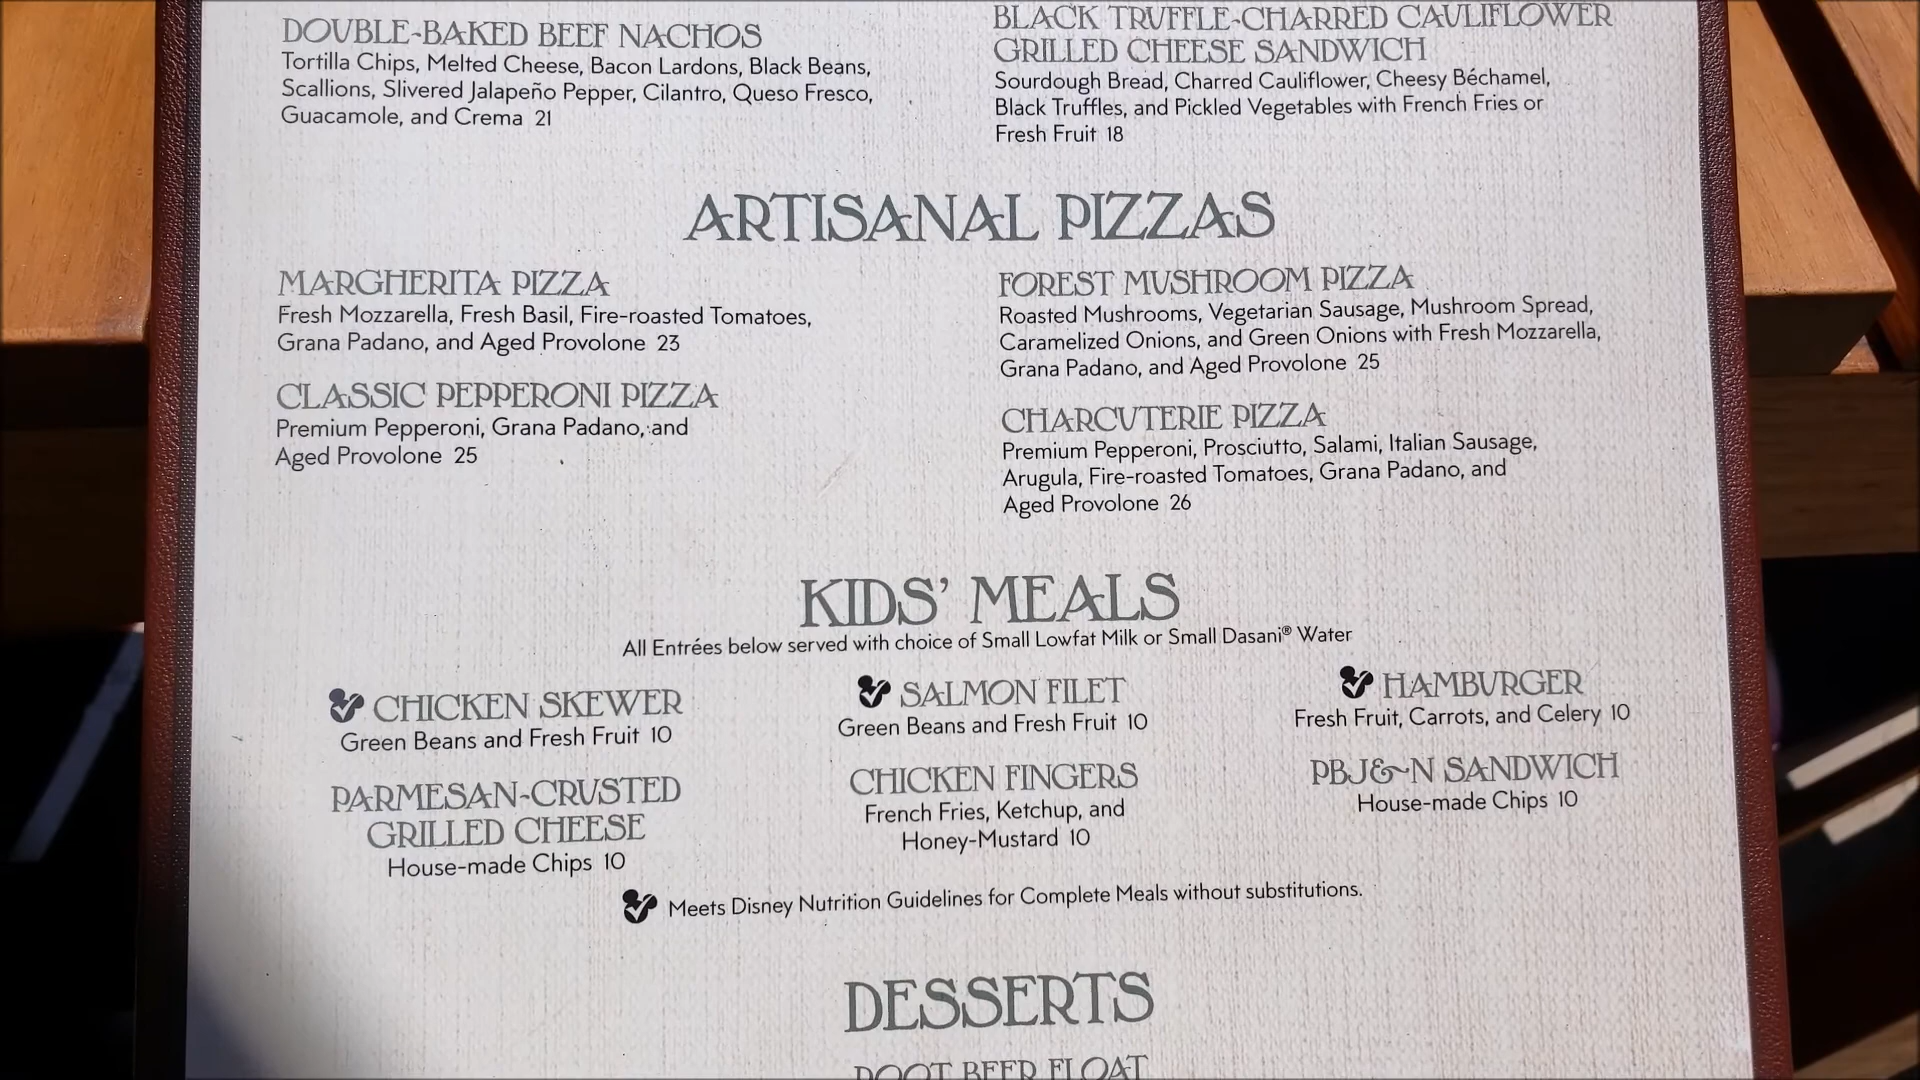 DOUBLE-BAKED BEEF NACHOS
Tortilla Chips, Melted Cheese, Bacon Lardons, Black Beans,
Scallions, Slivered Jalapeño Pepper, Cilantro, Queso Fresco,
Guacamole, and Crema 21
BLACK TRUFFLE-CHARRED CAULIFLOWER
GRILLED CHEESE SANDWICH
Sourdough Bread, Charred Cauliflower, Cheesy Béchamel,
Black Truffles, and Pickled Vegetables with French Fries or
Fresh Fruit 18
ARTISANAL PIZZAS
MARGHERITA PIZZA
Fresh Mozzarella, Fresh Basil, Fire-roasted Tomatoes,
Grana Padano, and Aged Provolone 23
CLASSIC PEPPERONI PIZZA
Premium Pepperoni, Grana Padano, and
Aged Provolone 25
FOREST MUSHROOM PIZZA
Roasted Mushrooms, Vegetarian Sausage, Mushroom Spread,
Caramelized Onions, and Green Onions with Fresh Mozzarella,
Grana Padano, and Aged Provolone 25
CHARCUTERIE PIZZA
Premium Pepperoni, Prosciutto, Salami, Italian Sausage,
Arugula, Fire-roasted Tomatoes, Grana Padano, and
Aged Provolone 26
KIDS' MEALS
All Entrées below served with choice of Small Lowfat Milk or Small Dasani® Water
CHICKEN SKEWER
Green Beans and Fresh Fruit 10
SALMON FILET
Green Beans and Fresh Fruit 10
HAMBURGER
Fresh Fruit, Carrots, and Celery 10
PARMESAN-CRUSTED
GRILLED CHEESE
House-made Chips 10
CHICKEN FINGERS
French Fries, Ketchup, and
Honey-Mustard 10
PBJ&N SANDWICH
House-made Chips 10
Meets Disney Nutrition Guidelines for Complete Meals without substitutions.
DESSERTS
ROOT BEER FLOAT